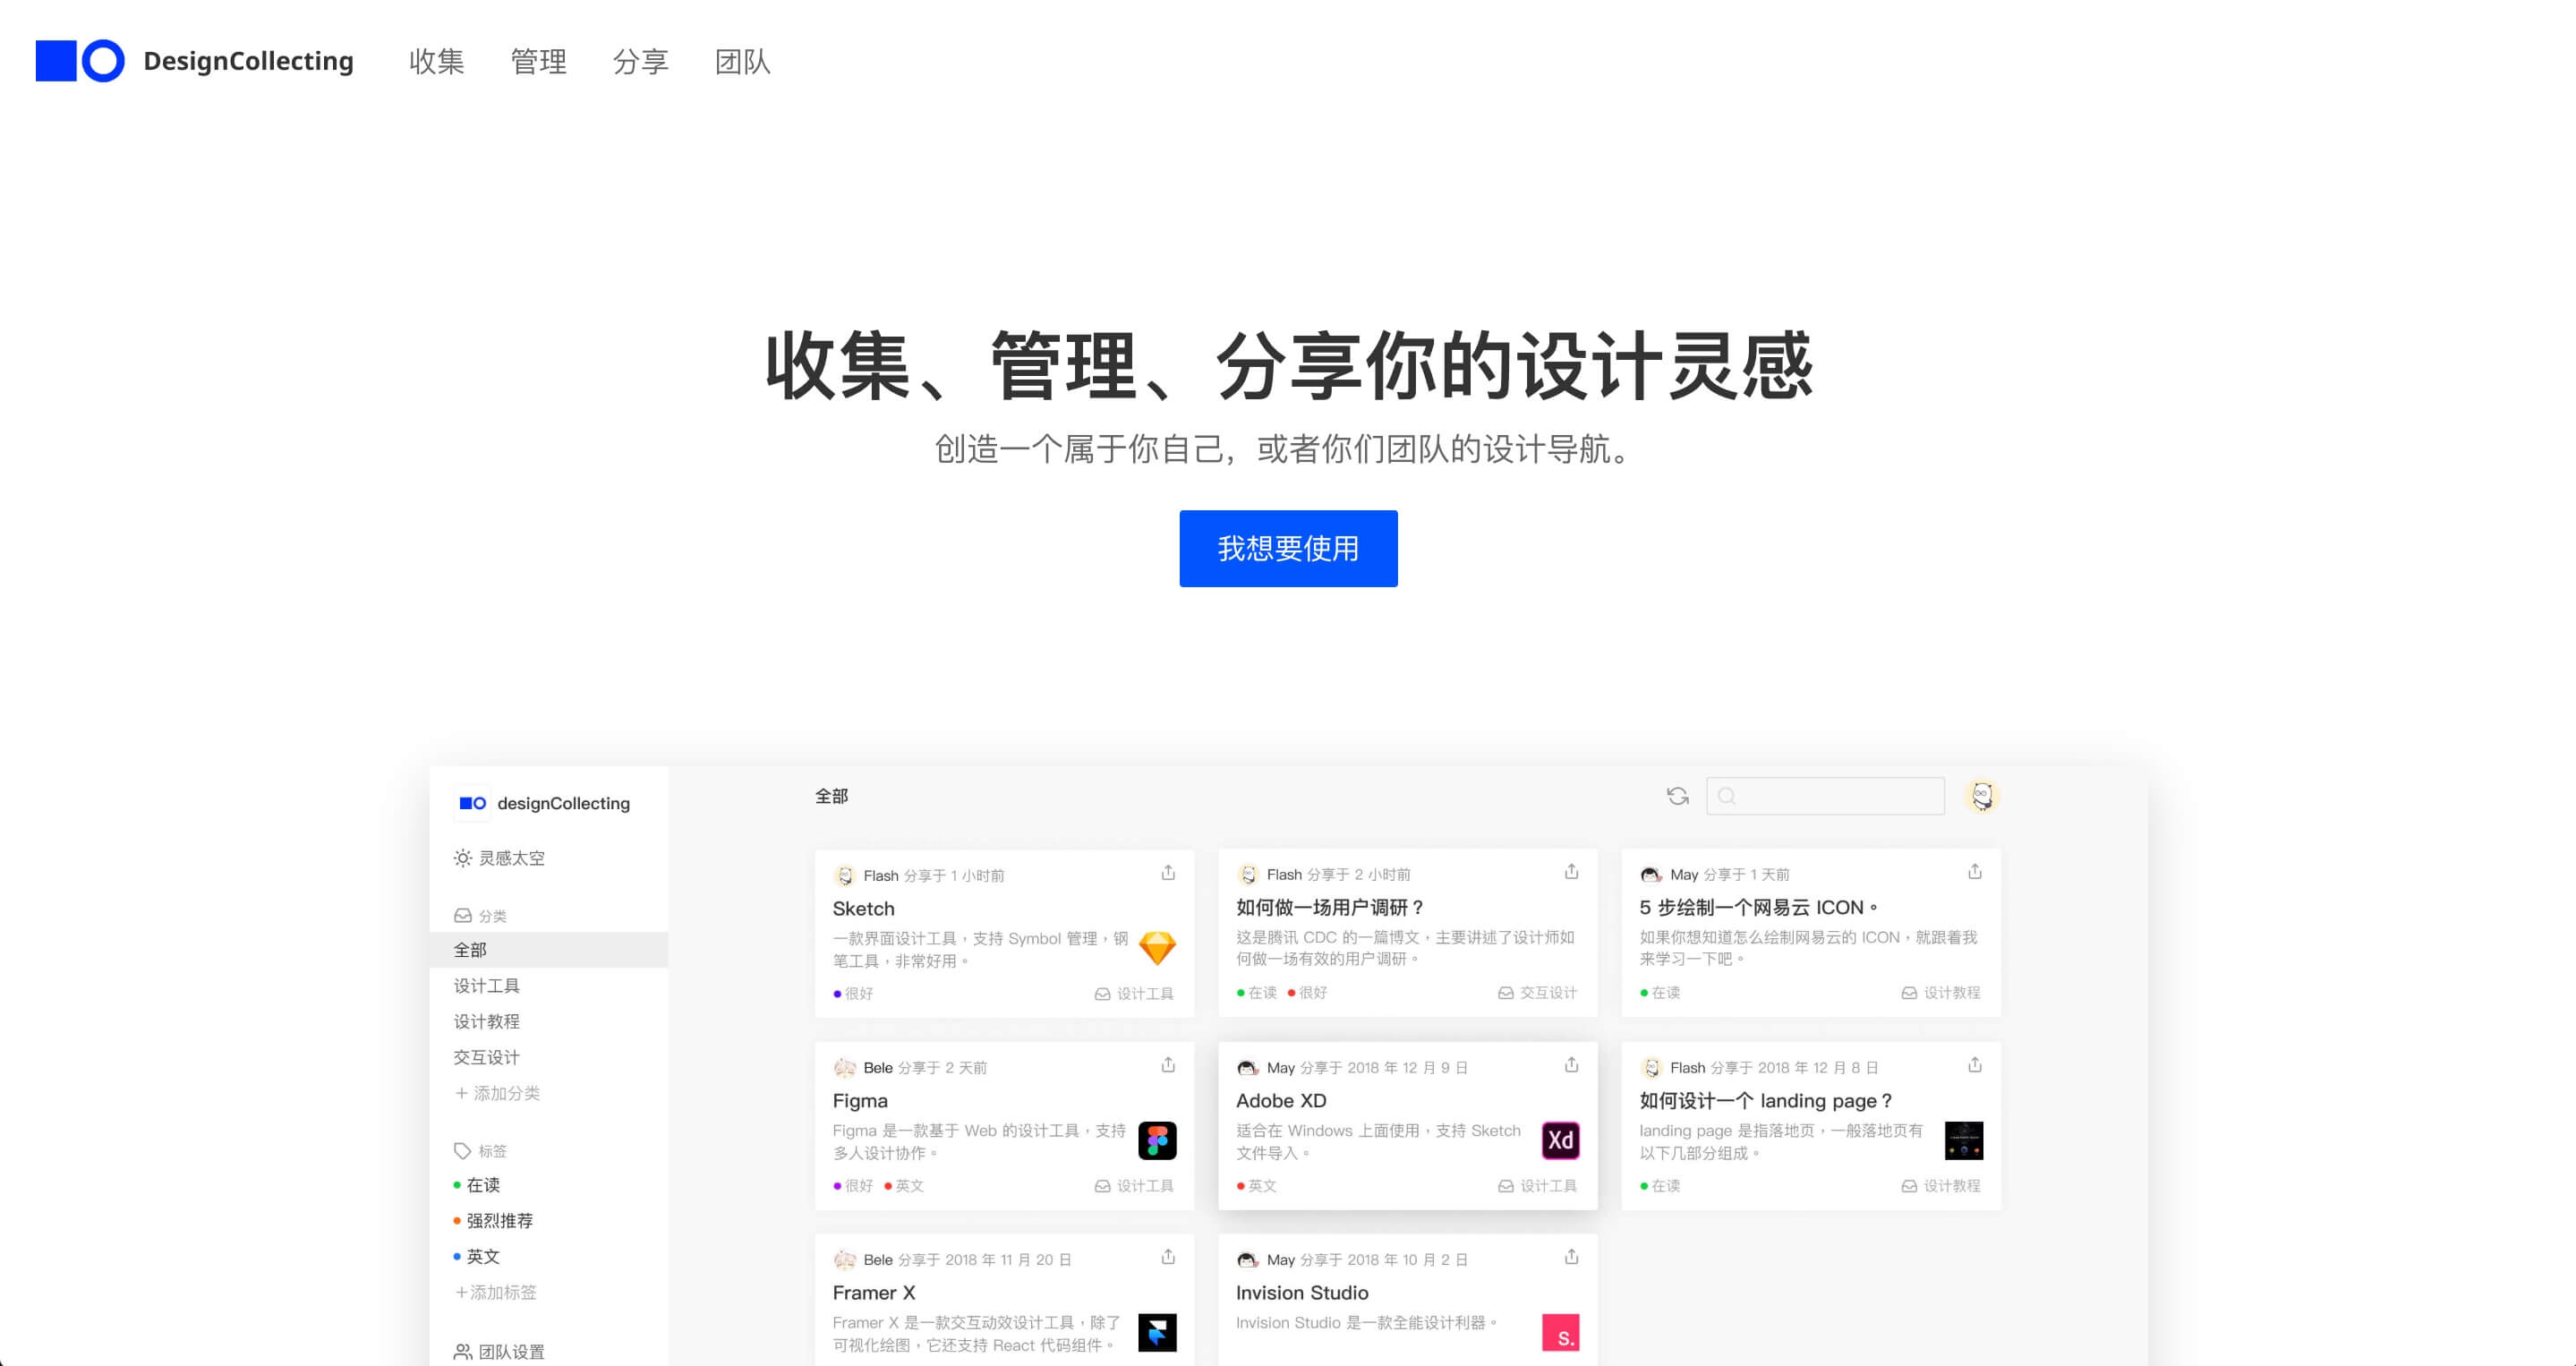 DesignCollecting
收集
管理
分享
团队
收集、管理、分享你的设计灵感
创造一个属于你自己，或者你们团队的设计导航。
我想要使用
designCollecting
灵感太空
分类
全部
设计工具
设计教程
交互设计
+ 添加分类
标签
在读
强烈推荐
英文
+添加标签
团队设置
全部
Flash 分享于 1 小时前
Sketch
一款界面设计工具，支持 Symbol 管理，钢
笔工具，非常好用。
很好 设计工具
Flash 分享于 2 小时前
如何做一场用户调研？
这是腾讯 CDC 的一篇博文，主要讲述了设计师如
何做一场有效的用户调研。
在读 很好 交互设计
May 分享于 1 天前
5 步绘制一个网易云 ICON。
如果你想知道怎么绘制网易云的 ICON，就跟着我
来学习一下吧。
在读 设计教程
Bele 分享于 2 天前
Figma
Figma 是一款基于 Web 的设计工具，支持
多人设计协作。
很好 英文 设计工具
May 分享于 2018 年 12 月 9 日
Adobe XD
适合在 Windows 上面使用，支持 Sketch
文件导入。
Xd
英文 设计工具
Flash 分享于 2018 年 12 月 8 日
如何设计一个 landing page？
landing page 是指落地页，一般落地页有
以下几部分组成。
在读 设计教程
Bele 分享于 2018 年 11 月 20 日
Framer X
Framer X 是一款交互动效设计工具，除了
可视化绘图，它还支持 React 代码组件。
May 分享于 2018 年 10 月 2 日
Invision Studio
Invision Studio 是一款全能设计利器。
S.